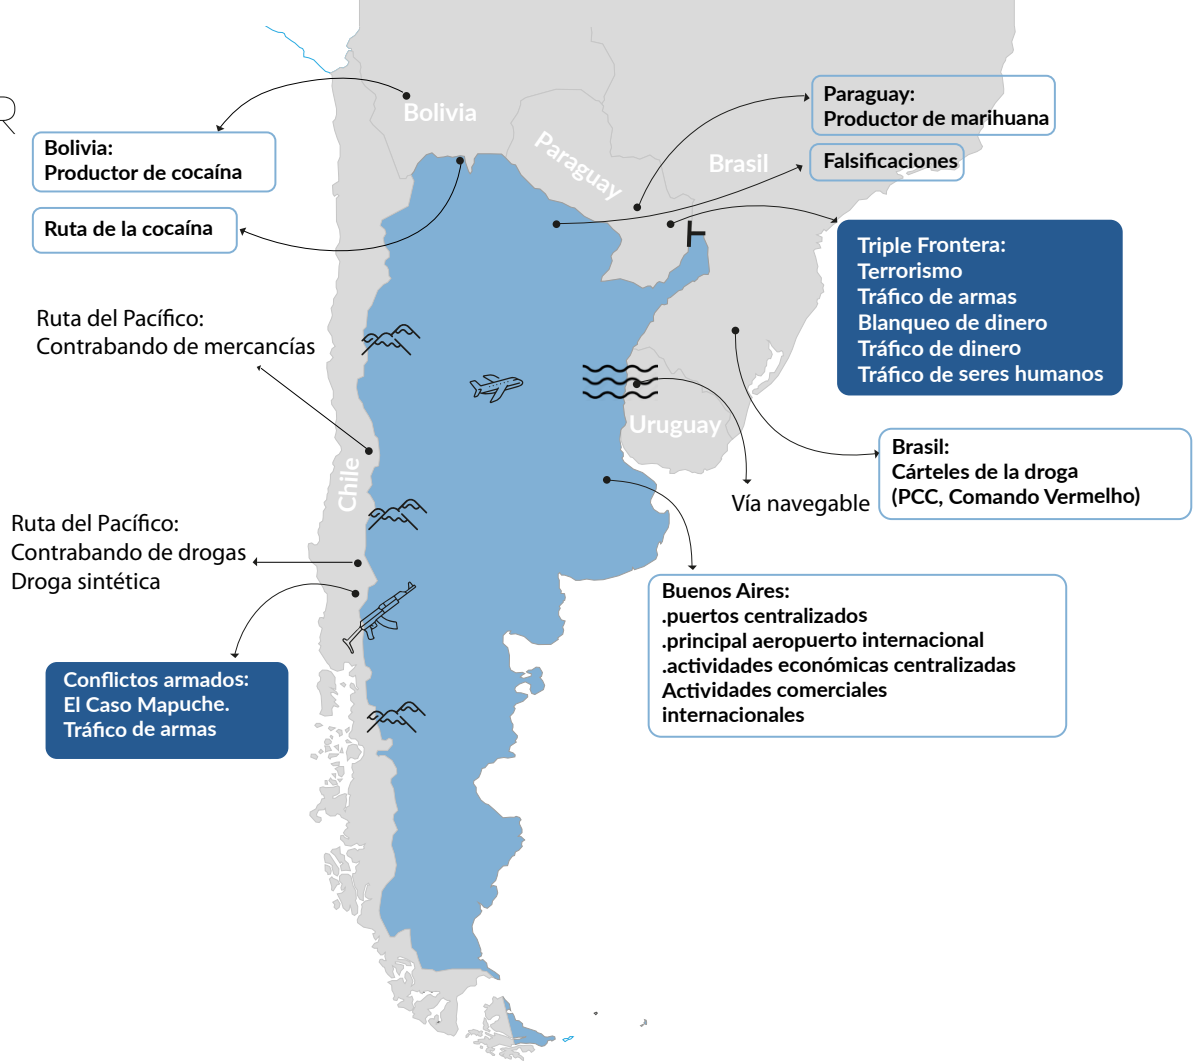 R
Bolivia
Paraguay
Brasil
Uruguay
Chile
Bolivia:
Productor de cocaína
Ruta de la cocaína
Ruta del Pacífico:
Contrabando de mercancías
Ruta del Pacífico:
Contrabando de drogas
Droga sintética
Conflictos armados:
El Caso Mapuche.
Tráfico de armas
Paraguay:
Productor de marihuana
Falsificaciones
Triple Frontera:
Terrorismo
Tráfico de armas
Blanqueo de dinero
Tráfico de dinero
Tráfico de seres humanos
Brasil:
Cárteles de la droga
(PCC, Comando Vermelho)
Vía navegable
Buenos Aires:
.puertos centralizados
.principal aeropuerto internacional
.actividades económicas centralizadas
Actividades comerciales
internacionales